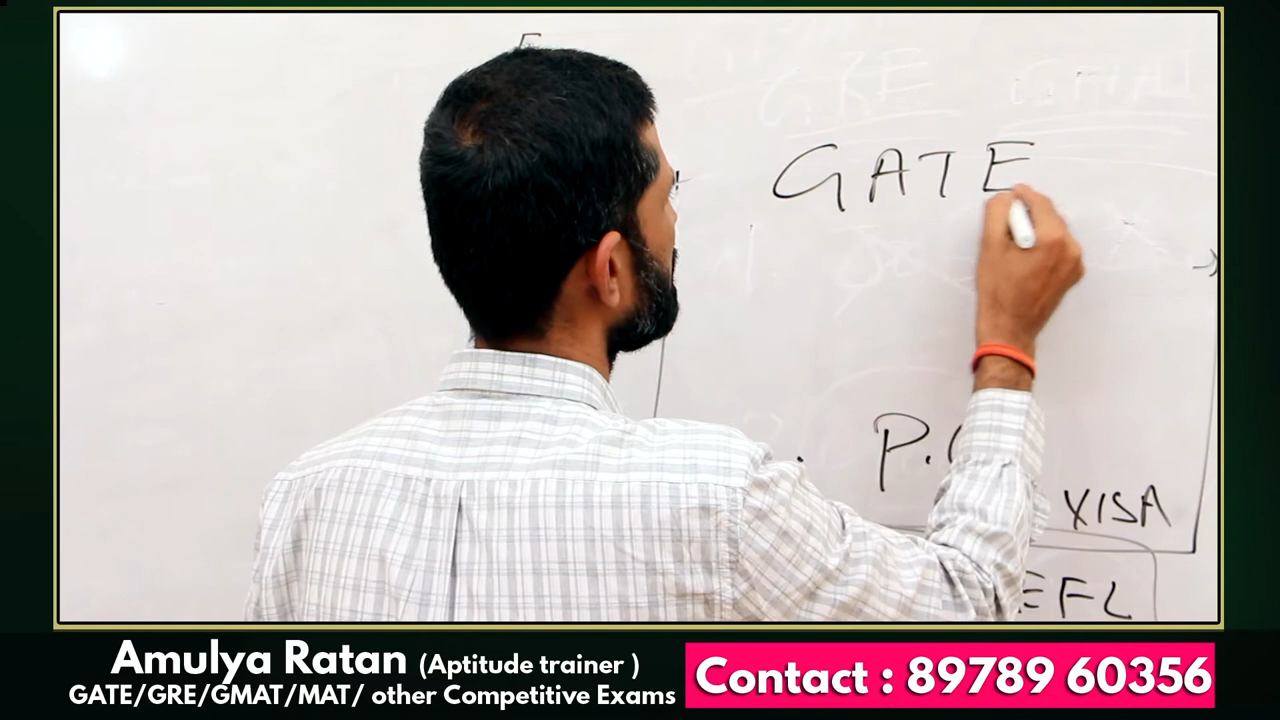 GATE
P.
VISA
EFL
Amulya Ratan (Aptitude trainer )
GATE/GRE/GMAT/MAT/ other Competitive Exams
Contact : 89789 60356